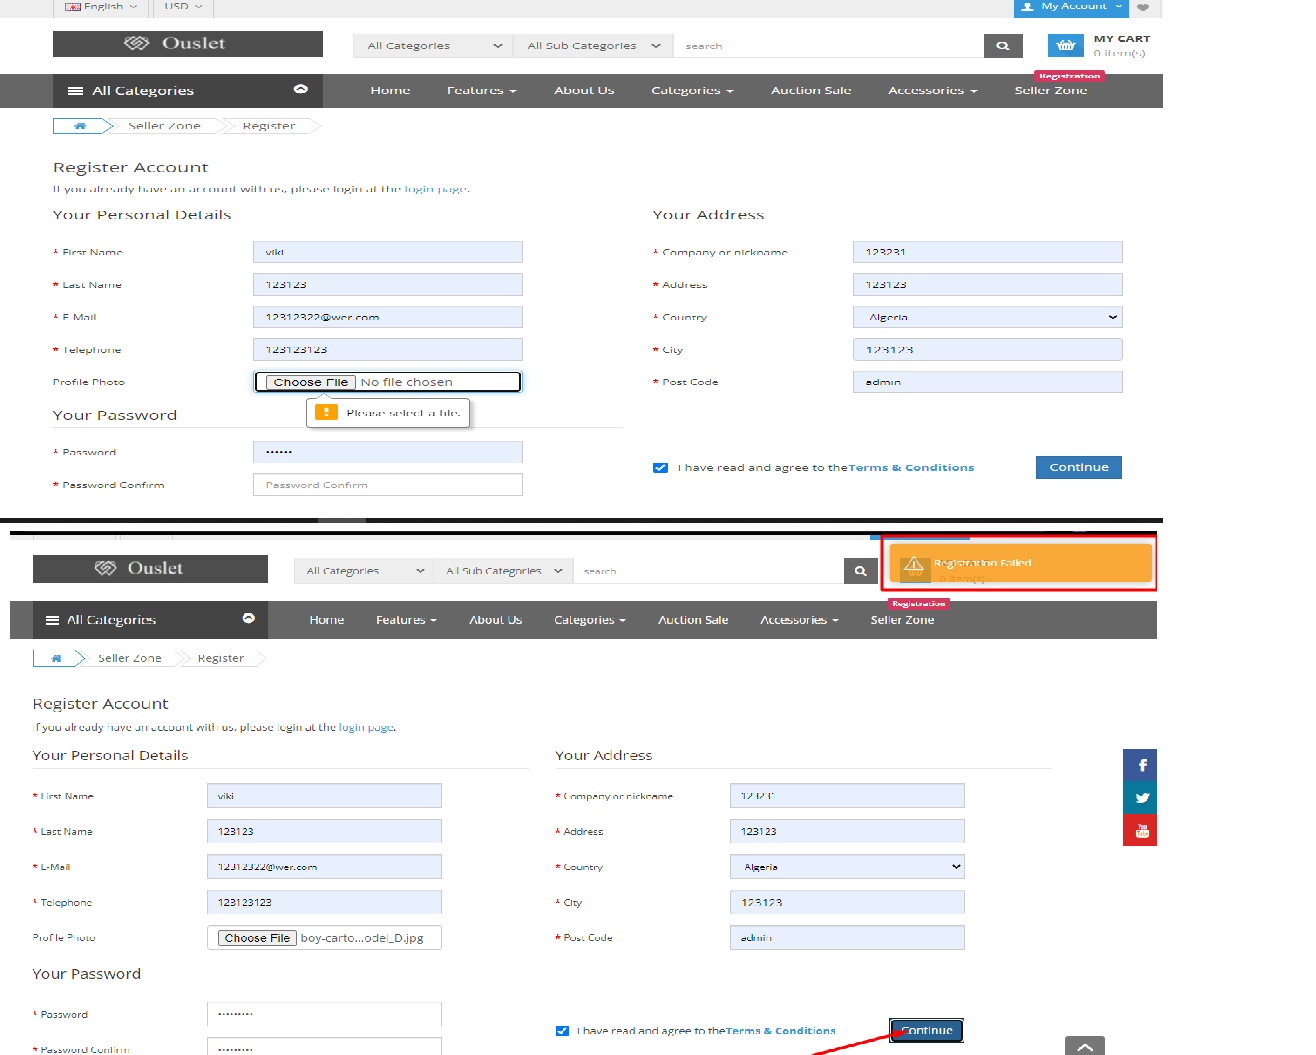 English USD My Account
Ouslet All Categories All Sub Categories search MY CART
0 item(s)
Registration
All Categories Home Features About Us Categories Auction Sale Accessories Seller Zone
Seller Zone Register
Register Account
If you already have an account with us, please login at the login page.
Your Personal Details Your Address
* First Name viki * Company or nickname 123231
* Last Name 123123 * Address 123123
* E-Mail 12312322@wer.com * Country Algeria
* Telephone 123123123 * City 123123
Profile Photo Choose File No file chosen * Post Code admin
Please select a file.
Your Password
* Password ••••••
I have read and agree to the Terms & Conditions Continue
* Password Confirm Password Confirm
Ouslet All Categories All Sub Categories search Registration Failed
0 item(s)
Registration
All Categories Home Features About Us Categories Auction Sale Accessories Seller Zone
Seller Zone Register
Register Account
If you already have an account with us, please login at the login page.
Your Personal Details Your Address
* First Name viki * Company or nickname 123231
* Last Name 123123 * Address 123123
* E-Mail 12312322@wer.com * Country Algeria
* Telephone 123123123 * City 123123
Profile Photo Choose File boy-carto...odel_D.jpg * Post Code admin
Your Password
* Password •••••••••
I have read and agree to the Terms & Conditions Continue
* Password Confirm •••••••••
You Tube